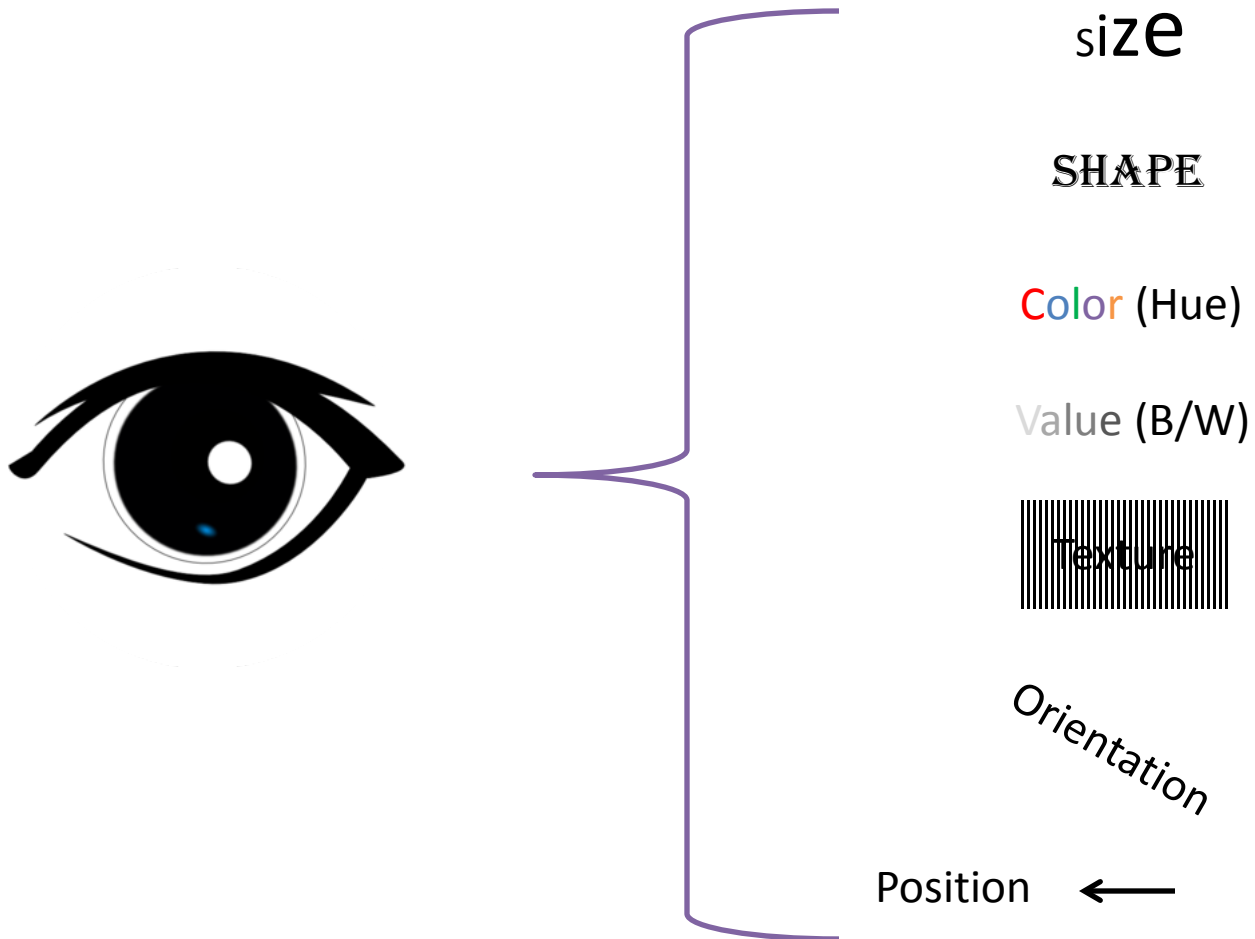 size
SHAPE
Color (Hue)
Value (B/W)
Texture
Orientation
Position